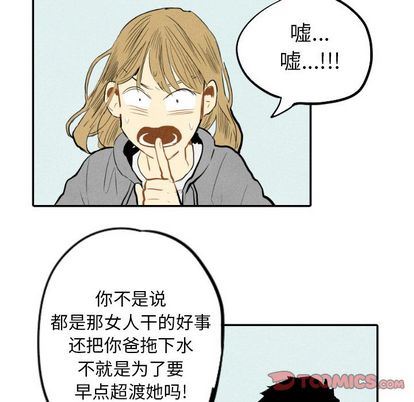 嘘...
嘘...!!!
你不是说
都是那女人干的好事
还把你爸拖下水
不就是为了要
早点超渡她吗!
TOOMICS.COM